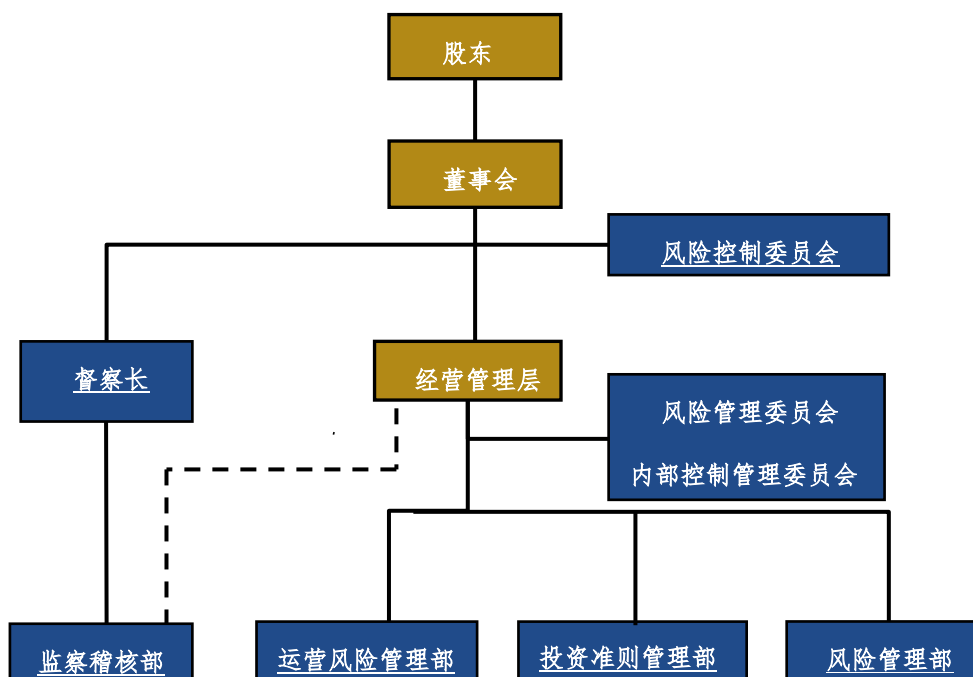 股东
董事会
风险控制委员会
督察长
经营管理层
风险管理委员会
内部控制管理委员会
监察稽核部
运营风险管理部
投资准则管理部
风险管理部